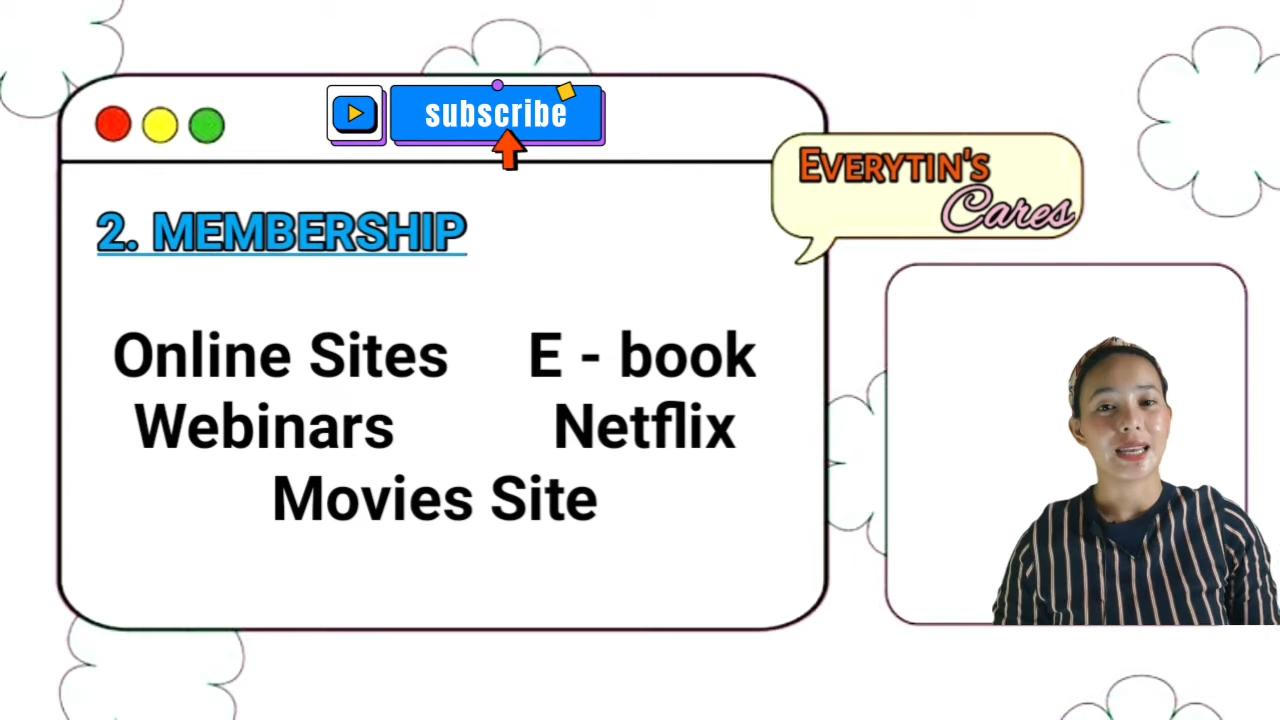 subscribe
EVERYTIN'S
Cares
2. MEMBERSHIP
Online Sites E - book
Webinars Netflix
Movies Site